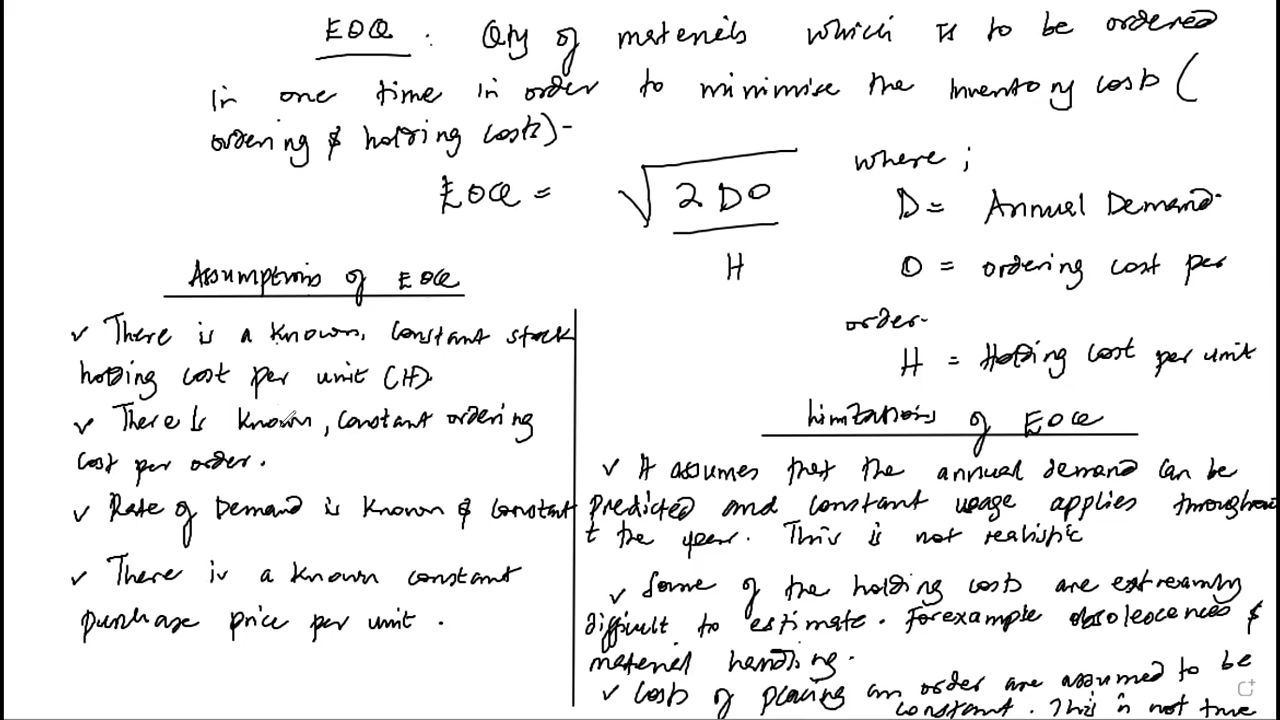 EOQ : Qty of materials which is to be ordered
in one time in order to minimise the Inventory costs (
ordering & holding costs)-
EOQ = √ 2 DO
H
where ;
D = Annual Demand.
O = ordering cost per
order.
H = Holding cost per unit
Assumptions of EOQ
✓ There is a known, constant stock
holding cost per unit (H).
✓ There is known, constant ordering
cost per order.
✓ Rate of Demand is known & constant
✓ There is a known constant
purchase price per unit .
limitations of EOQ
✓ It assumes that the annual demand can be
predicted and constant usage applies throughou
t the year. This is not realistic
✓ Some of the holding costs are extreamly
difficult to estimate. For example obsolescences &
material handling.
✓ Costs of placing an order are assumed to be
constant. This is not true